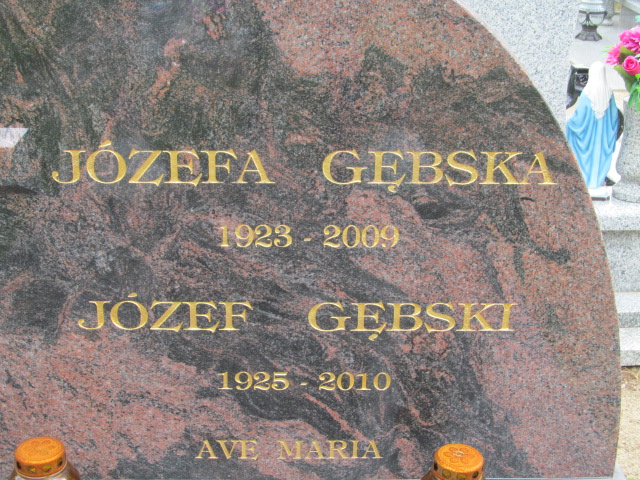 JÓZEFA GĘBSKA
1923 - 2009
JÓZEF GĘBSKI
1925 - 2010
AVE MARIA